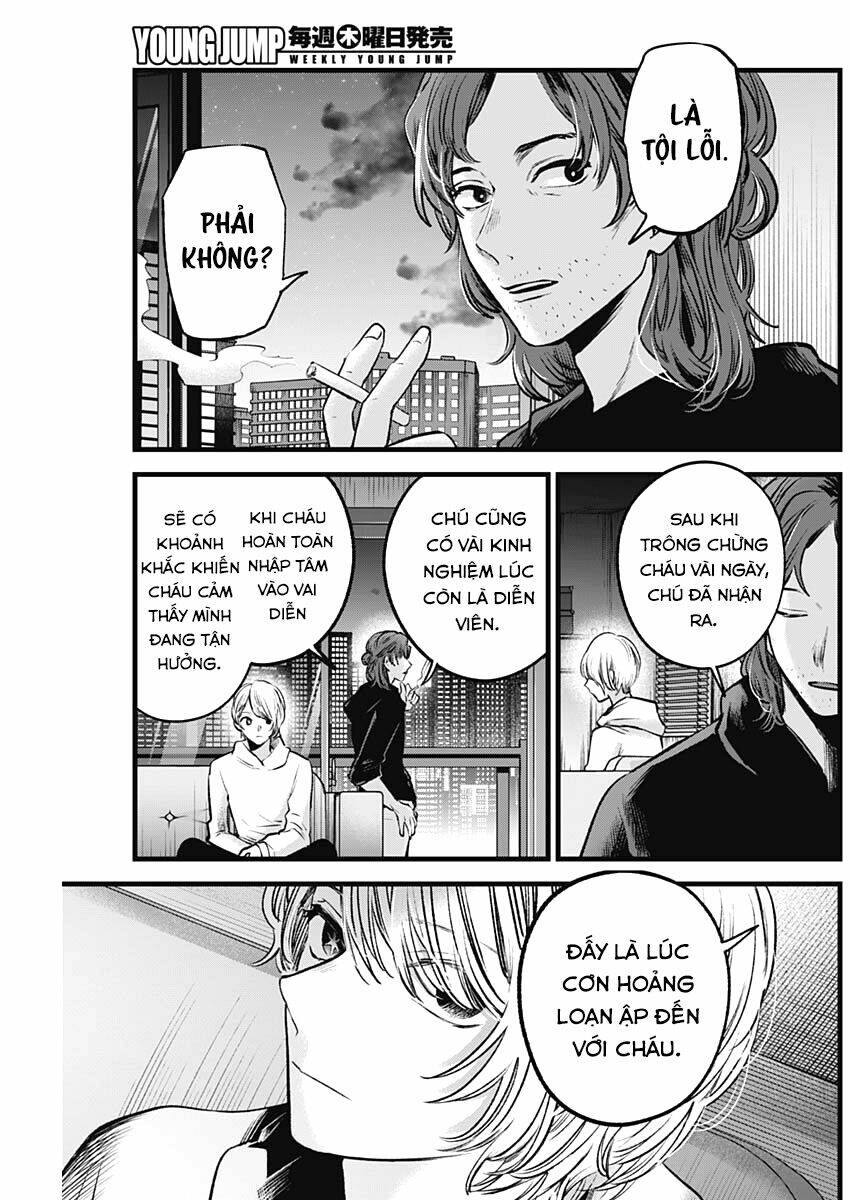 YOUNG JUMP 毎週木曜日発売
WEEKLY YOUNG JUMP
LÀ
TỘI LỖI.
PHẢI
KHÔNG?
SAU KHI
TRÔNG CHỪNG
CHÁU VÀI NGÀY,
CHÚ ĐÃ NHẬN
RA.
CHÚ CŨNG
CÓ VÀI KINH
NGHIỆM LÚC
CÒN LÀ DIỄN
VIÊN.
KHI CHÁU
HOÀN TOÀN
NHẬP TÂM
VÀO VAI
DIỄN
SẼ CÓ
KHOẢNH
KHẮC KHIẾN
CHÁU CẢM
THẤY MÌNH
ĐANG TẬN
HƯỞNG.
ĐẤY LÀ LÚC
CƠN HOẢNG
LOẠN ẬP ĐẾN
VỚI CHÁU.